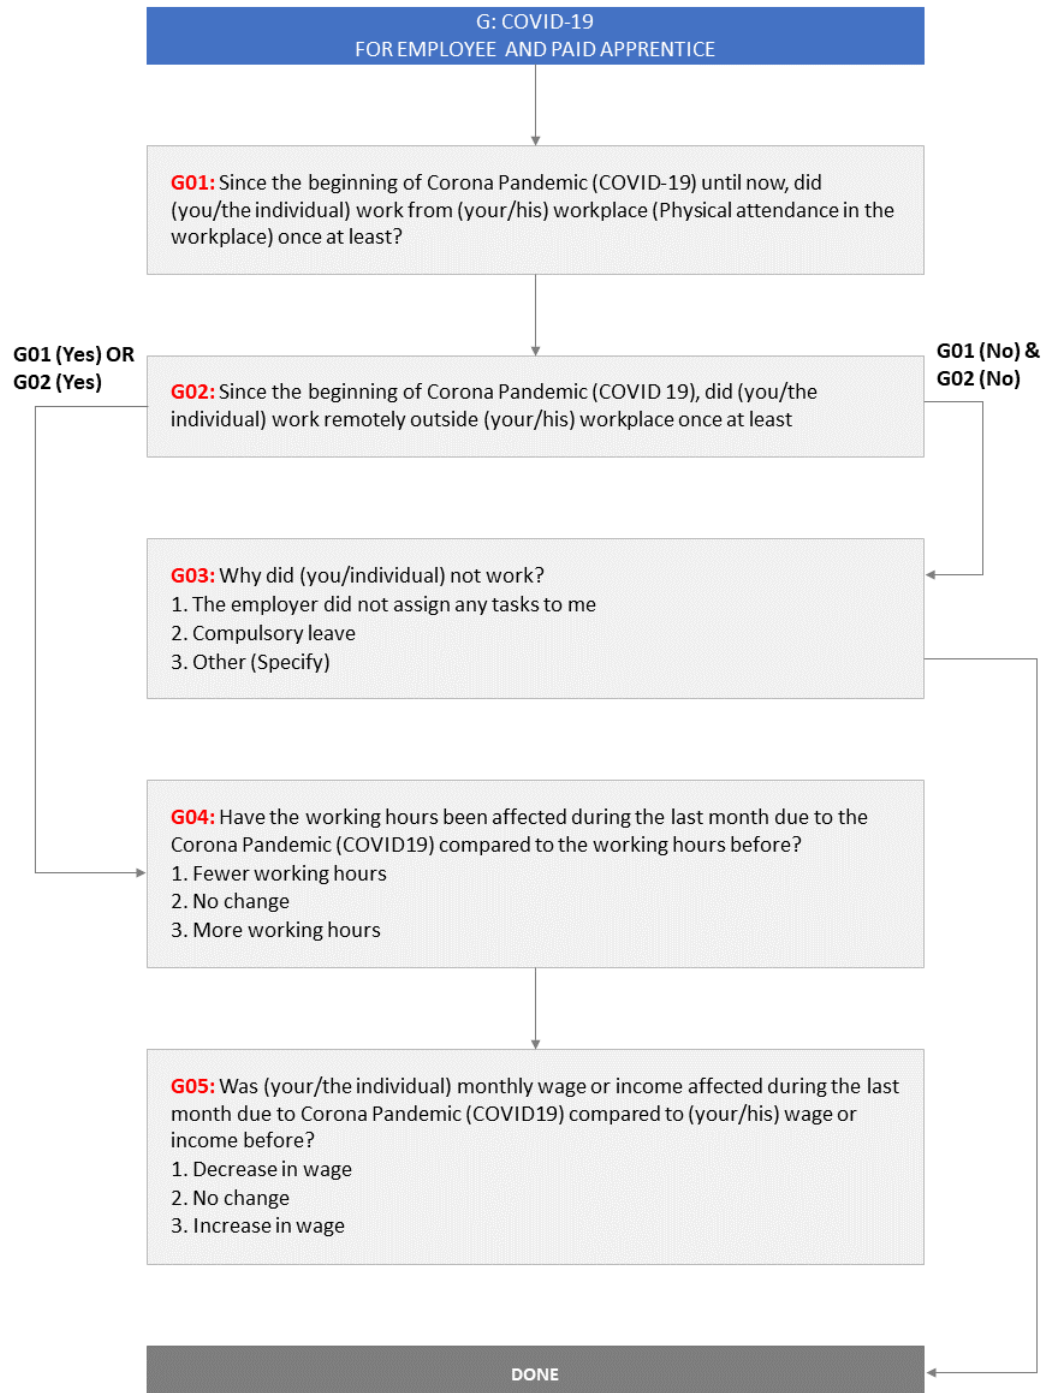 G: COVID-19
FOR EMPLOYEE AND PAID APPRENTICE
G01: Since the beginning of Corona Pandemic (COVID-19) until now, did
(you/the individual) work from (your/his) workplace (Physical attendance in the
workplace) once at least?
G01 (Yes) OR
G02 (Yes)
G01 (No) &
G02 (No)
G02: Since the beginning of Corona Pandemic (COVID 19), did (you/the
individual) work remotely outside (your/his) workplace once at least
G03: Why did (you/individual) not work?
1. The employer did not assign any tasks to me
2. Compulsory leave
3. Other (Specify)
G04: Have the working hours been affected during the last month due to the
Corona Pandemic (COVID19) compared to the working hours before?
1. Fewer working hours
2. No change
3. More working hours
G05: Was (your/the individual) monthly wage or income affected during the last
month due to Corona Pandemic (COVID19) compared to (your/his) wage or
income before?
1. Decrease in wage
2. No change
3. Increase in wage
DONE